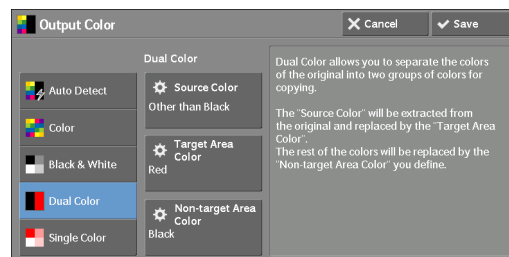 Output Color
Cancel
Save
Auto Detect
Color
Black & White
Dual Color
Single Color
Dual Color
Source Color
Other than Black
Target Area
Color
Red
Non-target Area
Color
Black
Dual Color allows you to separate the colors
of the original into two groups of colors for
copying.
The "Source Color" will be extracted from
the original and replaced by the "Target Area
Color".
The rest of the colors will be replaced by the
"Non-target Area Color" you define.